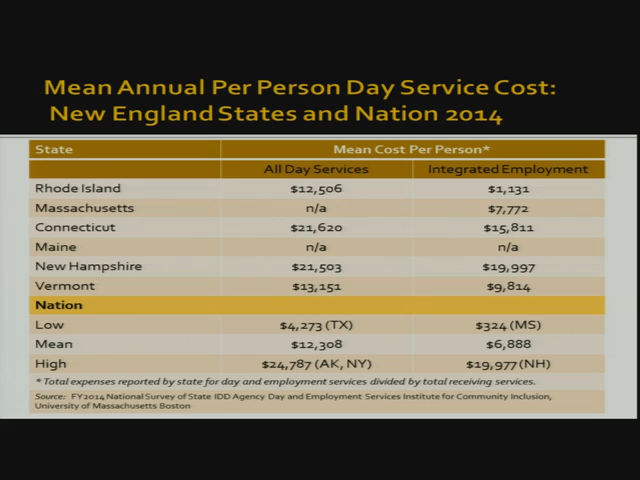 Mean Annual Per Person Day Service Cost:
New England States and Nation 2014
State Mean Cost Per Person*
All Day Services Integrated Employment
Rhode Island $12,506 $1,131
Massachusetts n/a $7,772
Connecticut $21,620 $15,811
Maine n/a n/a
New Hampshire $21,503 $19,997
Vermont $13,151 $9,814
Nation
Low $4,273 (TX) $324 (MS)
Mean $12,308 $6,888
High $24,787 (AK, NY) $19,977 (NH)
* Total expenses reported by state for day and employment services divided by total receiving services.
Source: FY2014 National Survey of State IDD Agency Day and Employment Services Institute for Community Inclusion,
University of Massachusetts Boston